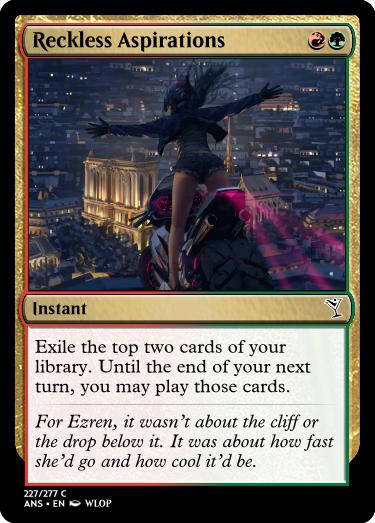 Reckless Aspirations
Instant
Exile the top two cards of your
library. Until the end of your next
turn, you may play those cards.
For Ezren, it wasn't about the cliff or
the drop below it. It was about how fast
she'd go and how cool it'd be.
227/277 C
ANS • EN WLOP